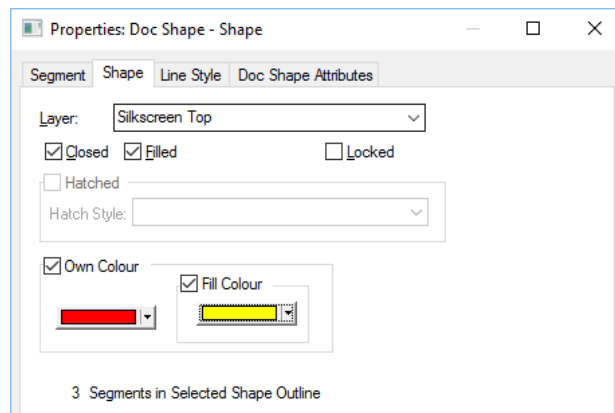 Properties: Doc Shape - Shape
Segment Shape Line Style Doc Shape Attributes
Layer: Silkscreen Top
Closed Filled Locked
Hatched
Hatch Style:
Own Colour
Fill Colour
3 Segments in Selected Shape Outline